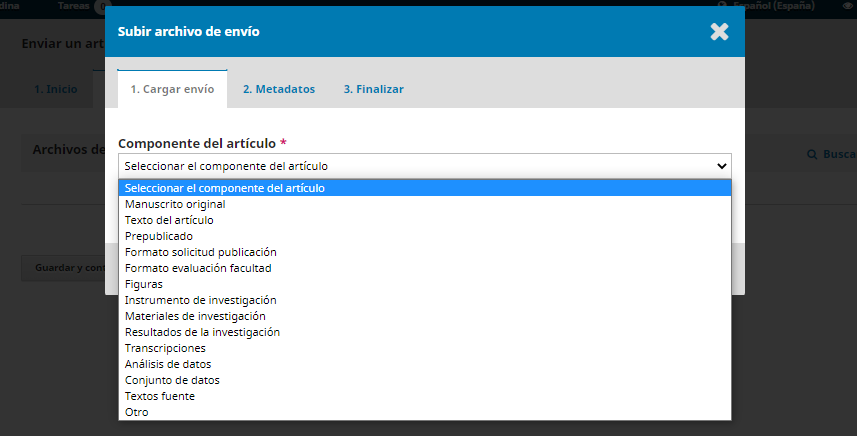 dina Tareas 0 Español (España)
Subir archivo de envío
Enviar un art
1. Inicio
1. Cargar envío 2. Metadatos 3. Finalizar
Componente del artículo *
Archivos de
Busca
Seleccionar el componente del artículo
Seleccionar el componente del artículo
Manuscrito original
Texto del artículo
Prepublicado
Formato solicitud publicación
Formato evaluación facultad
Guardar y cont
Figuras
Instrumento de investigación
Materiales de investigación
Resultados de la investigación
Transcripciones
Análisis de datos
Conjunto de datos
Textos fuente
Otro